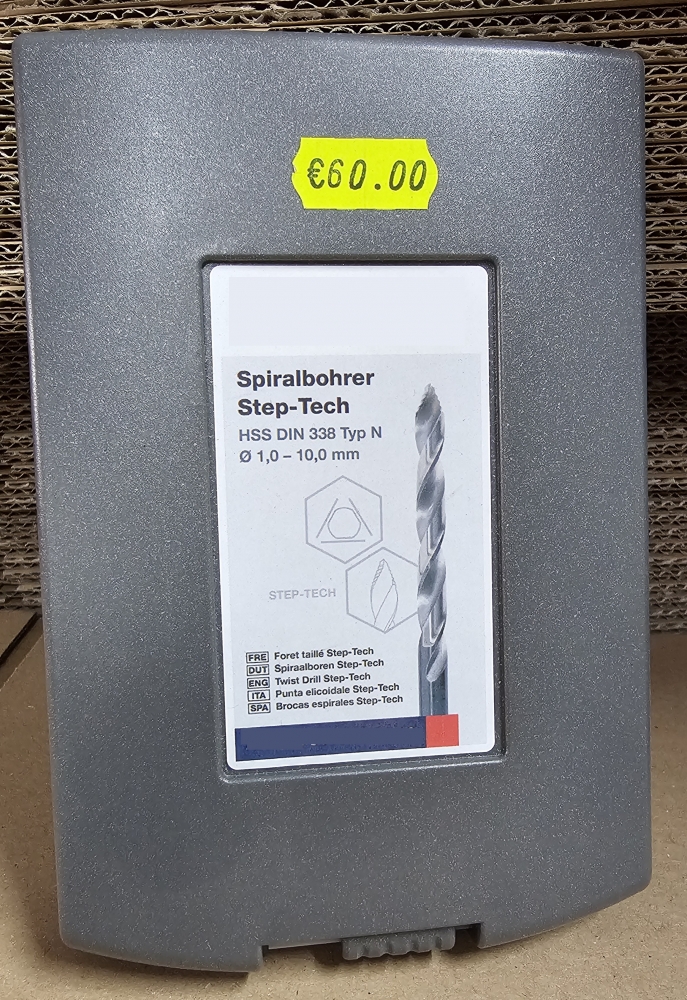 €60.00
Spiralbohrer
Step-Tech
HSS DIN 338 Typ N
Ø 1,0 – 10,0 mm
STEP-TECH
FRE Foret taillé Step-Tech
DUT Spiraalboren Step-Tech
ENG Twist Drill Step-Tech
ITA Punta elicoidale Step-Tech
SPA Brocas espirales Step-Tech